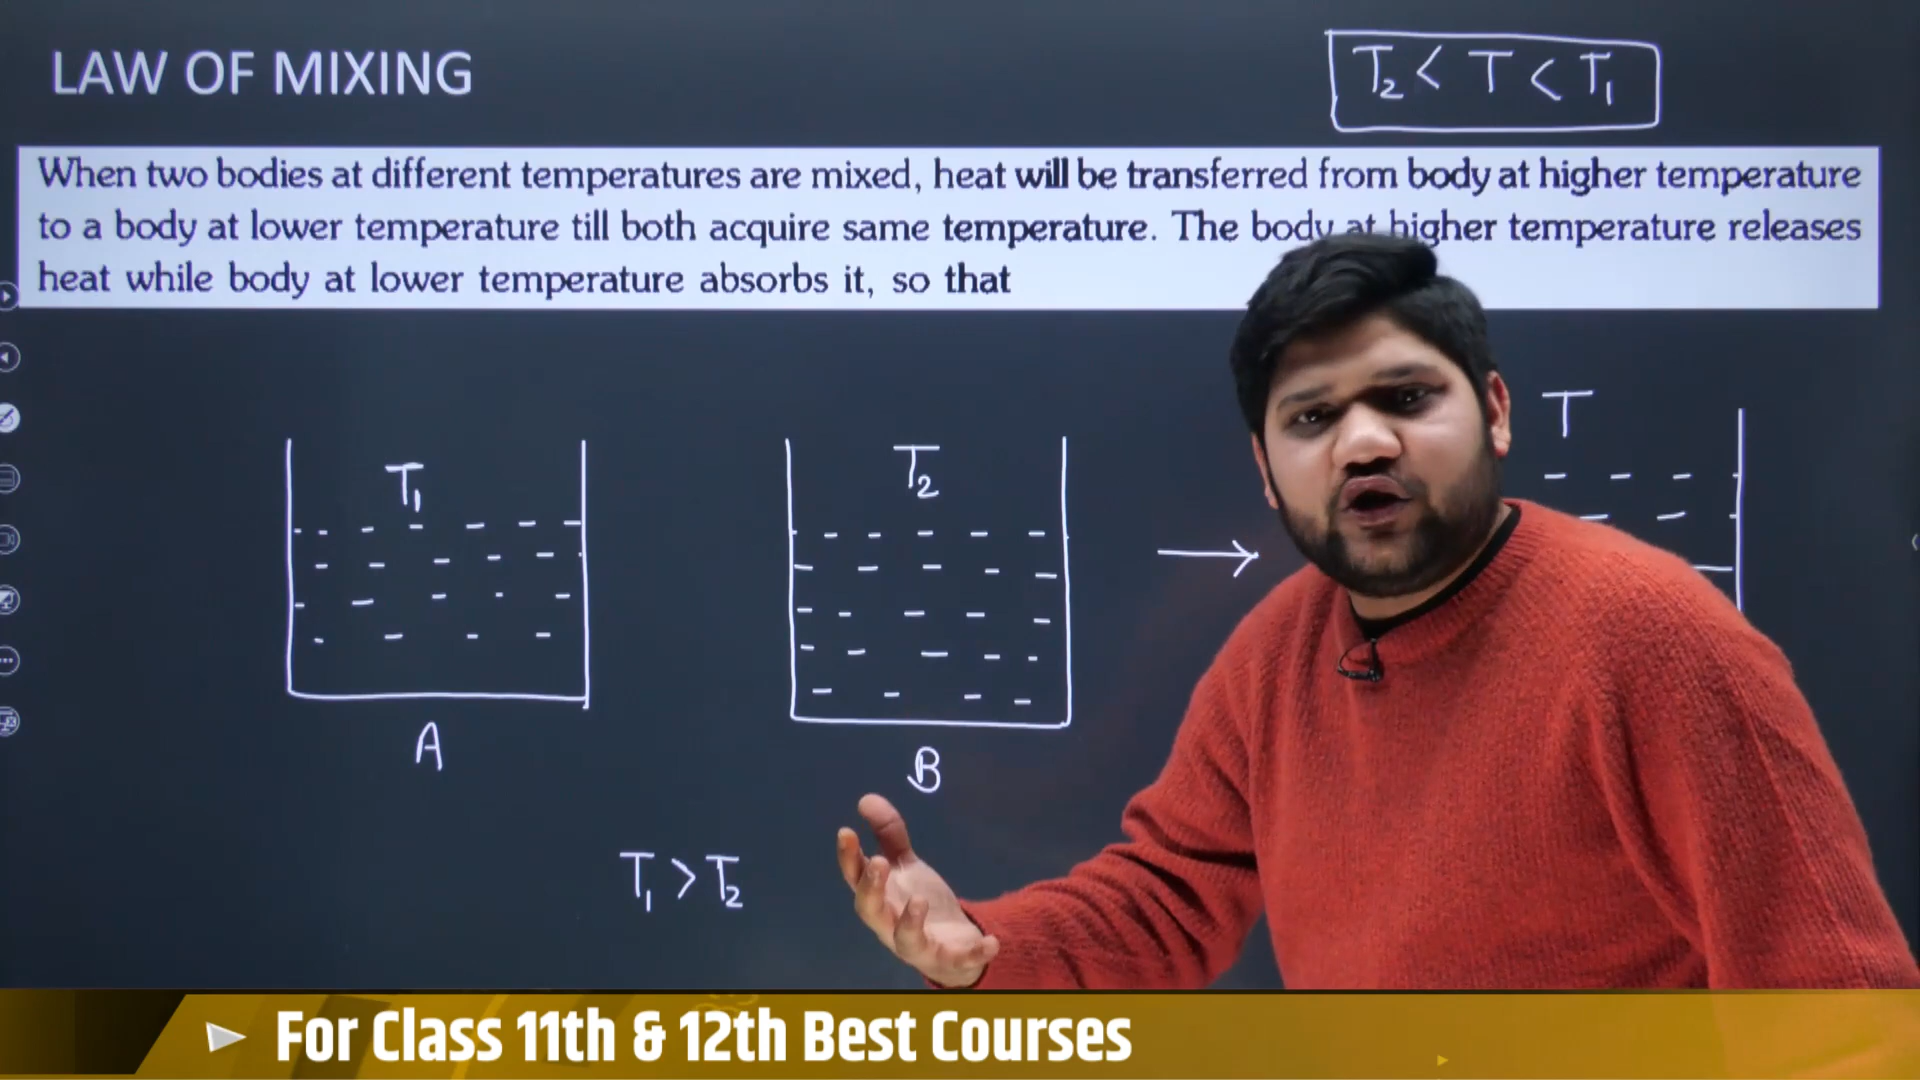 LAW OF MIXING
T₂ < T < T₁
When two bodies at different temperatures are mixed, heat will be transferred from body at higher temperature
to a body at lower temperature till both acquire same temperature. The body at higher temperature releases
heat while body at lower temperature absorbs it, so that
T₁
T₂
T
A
B
T₁ > T₂
For Class 11th & 12th Best Courses